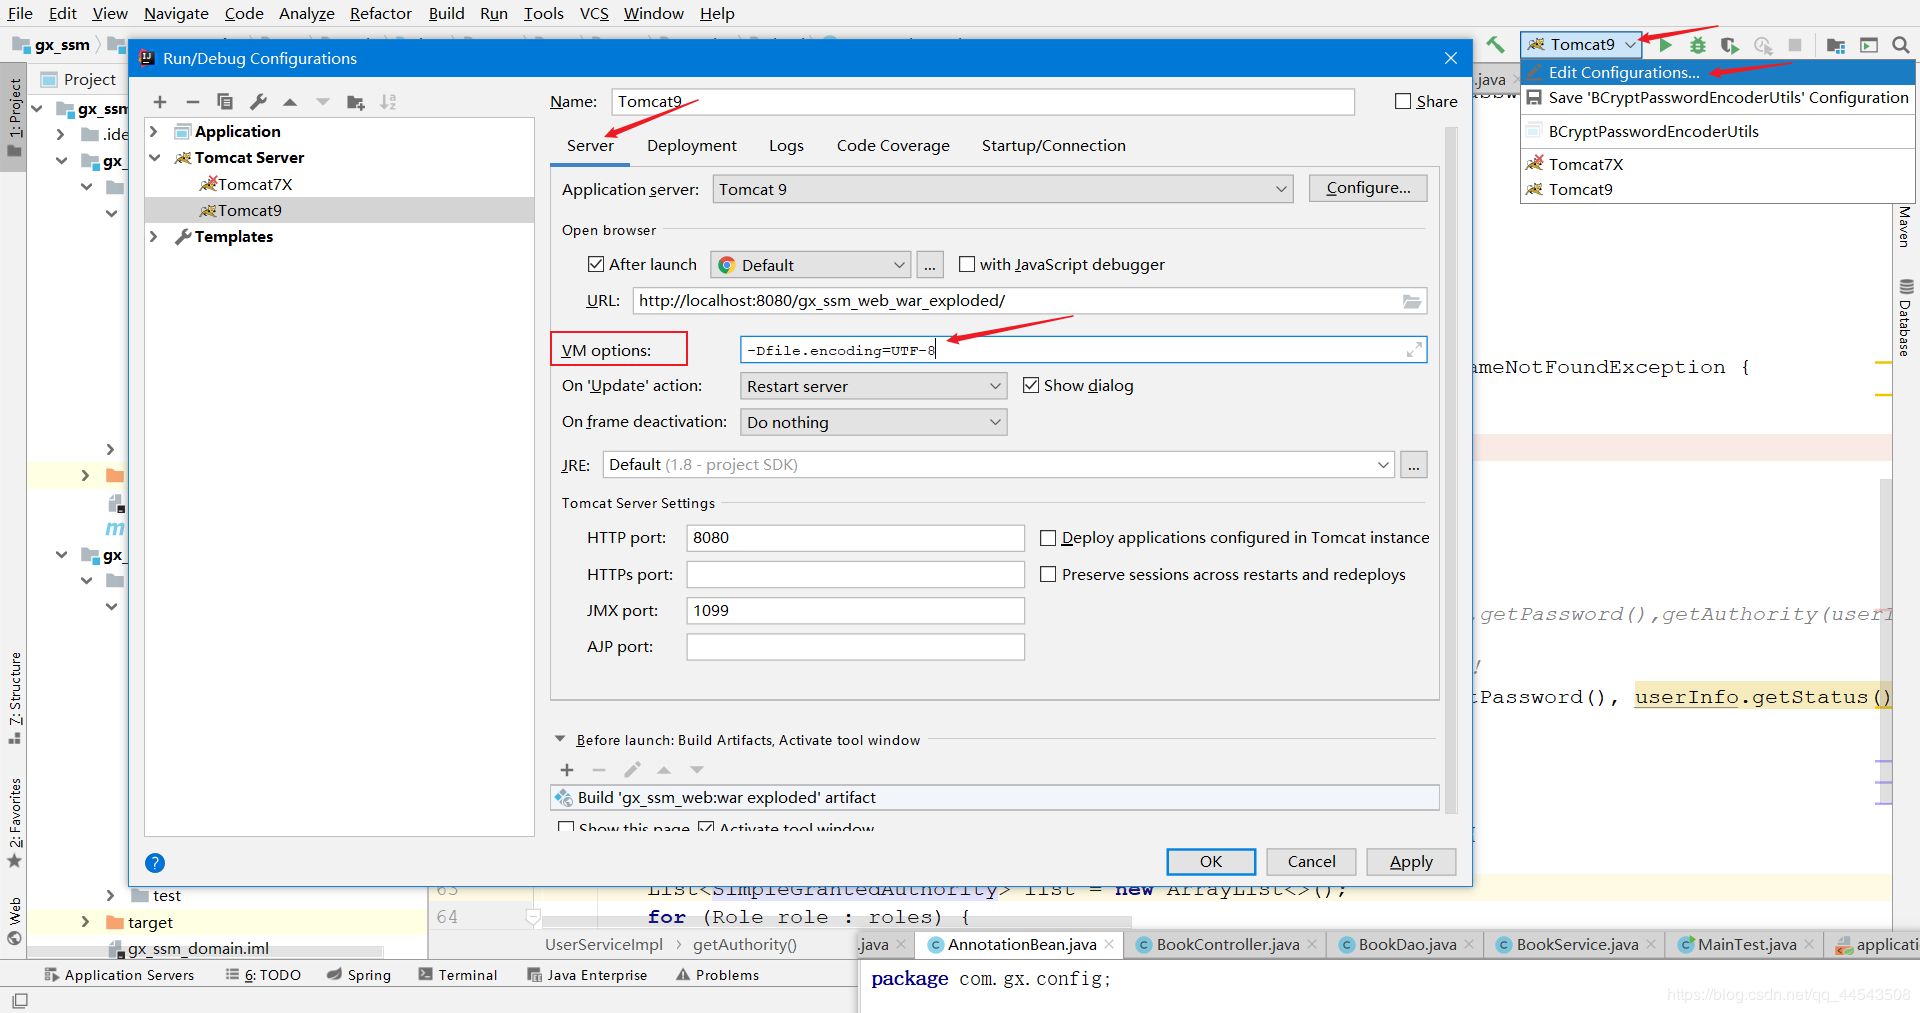 File Edit View Navigate Code Analyze Refactor Build Run Tools VCS Window Help
gx_ssm
Tomcat9
Run/Debug Configurations
Edit Configurations...
Save 'BCryptPasswordEncoderUtils' Configuration
BCryptPasswordEncoderUtils
Tomcat7X
Tomcat9
.java
1: Project
Project
gx_ssm
.ide
gx_
gx_
Application
Tomcat Server
Tomcat7X
Tomcat9
Templates
Name: Tomcat9 Share
Server Deployment Logs Code Coverage Startup/Connection
Application server: Tomcat 9 Configure...
Open browser
After launch Default ... with JavaScript debugger
URL: http://localhost:8080/gx_ssm_web_war_exploded/
VM options: -Dfile.encoding=UTF-8
On 'Update' action: Restart server Show dialog
On frame deactivation: Do nothing
JRE: Default (1.8 - project SDK) ...
Tomcat Server Settings
HTTP port: 8080 Deploy applications configured in Tomcat instance
HTTPs port: Preserve sessions across restarts and redeploys
JMX port: 1099
AJP port:
Before launch: Build Artifacts, Activate tool window
Build 'gx_ssm_web:war exploded' artifact
Show this page Activate tool window
? OK Cancel Apply
Maven
Database
ameNotFoundException {
.getPassword(),getAuthority(userI
!
tPassword(), userInfo.getStatus()
7: Structure
2: Favorites
Web
test
target
gx_ssm_domain.iml
63 List<SimpleGrantedAuthority> list = new ArrayList<>();
64 for (Role role : roles) {
UserServiceImpl > getAuthority()
.java AnnotationBean.java BookController.java BookDao.java BookService.java MainTest.java applicati
Application Servers 6: TODO Spring Terminal Java Enterprise Problems
package com.gx.config;
https://blog.csdn.net/qq_44543508